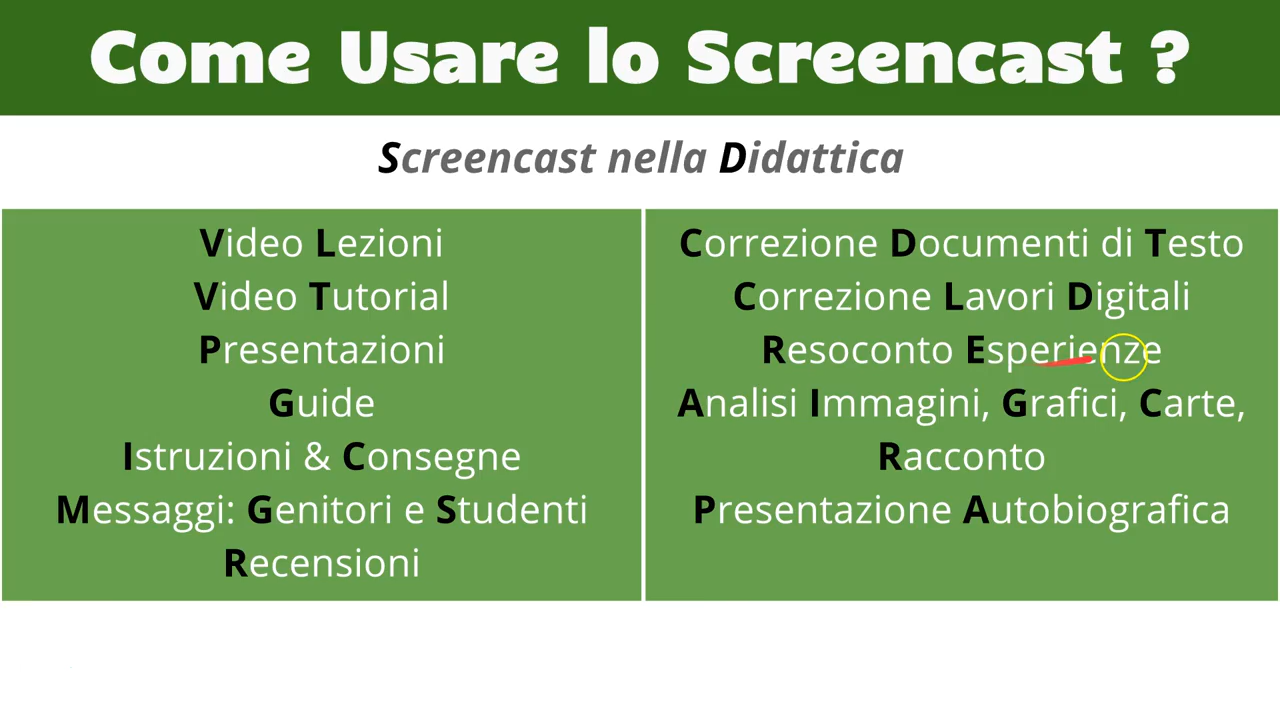 Come Usare lo Screencast ?
Screencast nella Didattica
Video Lezioni
Video Tutorial
Presentazioni
Guide
Istruzioni & Consegne
Messaggi: Genitori e Studenti
Recensioni
Correzione Documenti di Testo
Correzione Lavori Digitali
Resoconto Esperienze
Analisi Immagini, Grafici, Carte,
Racconto
Presentazione Autobiografica